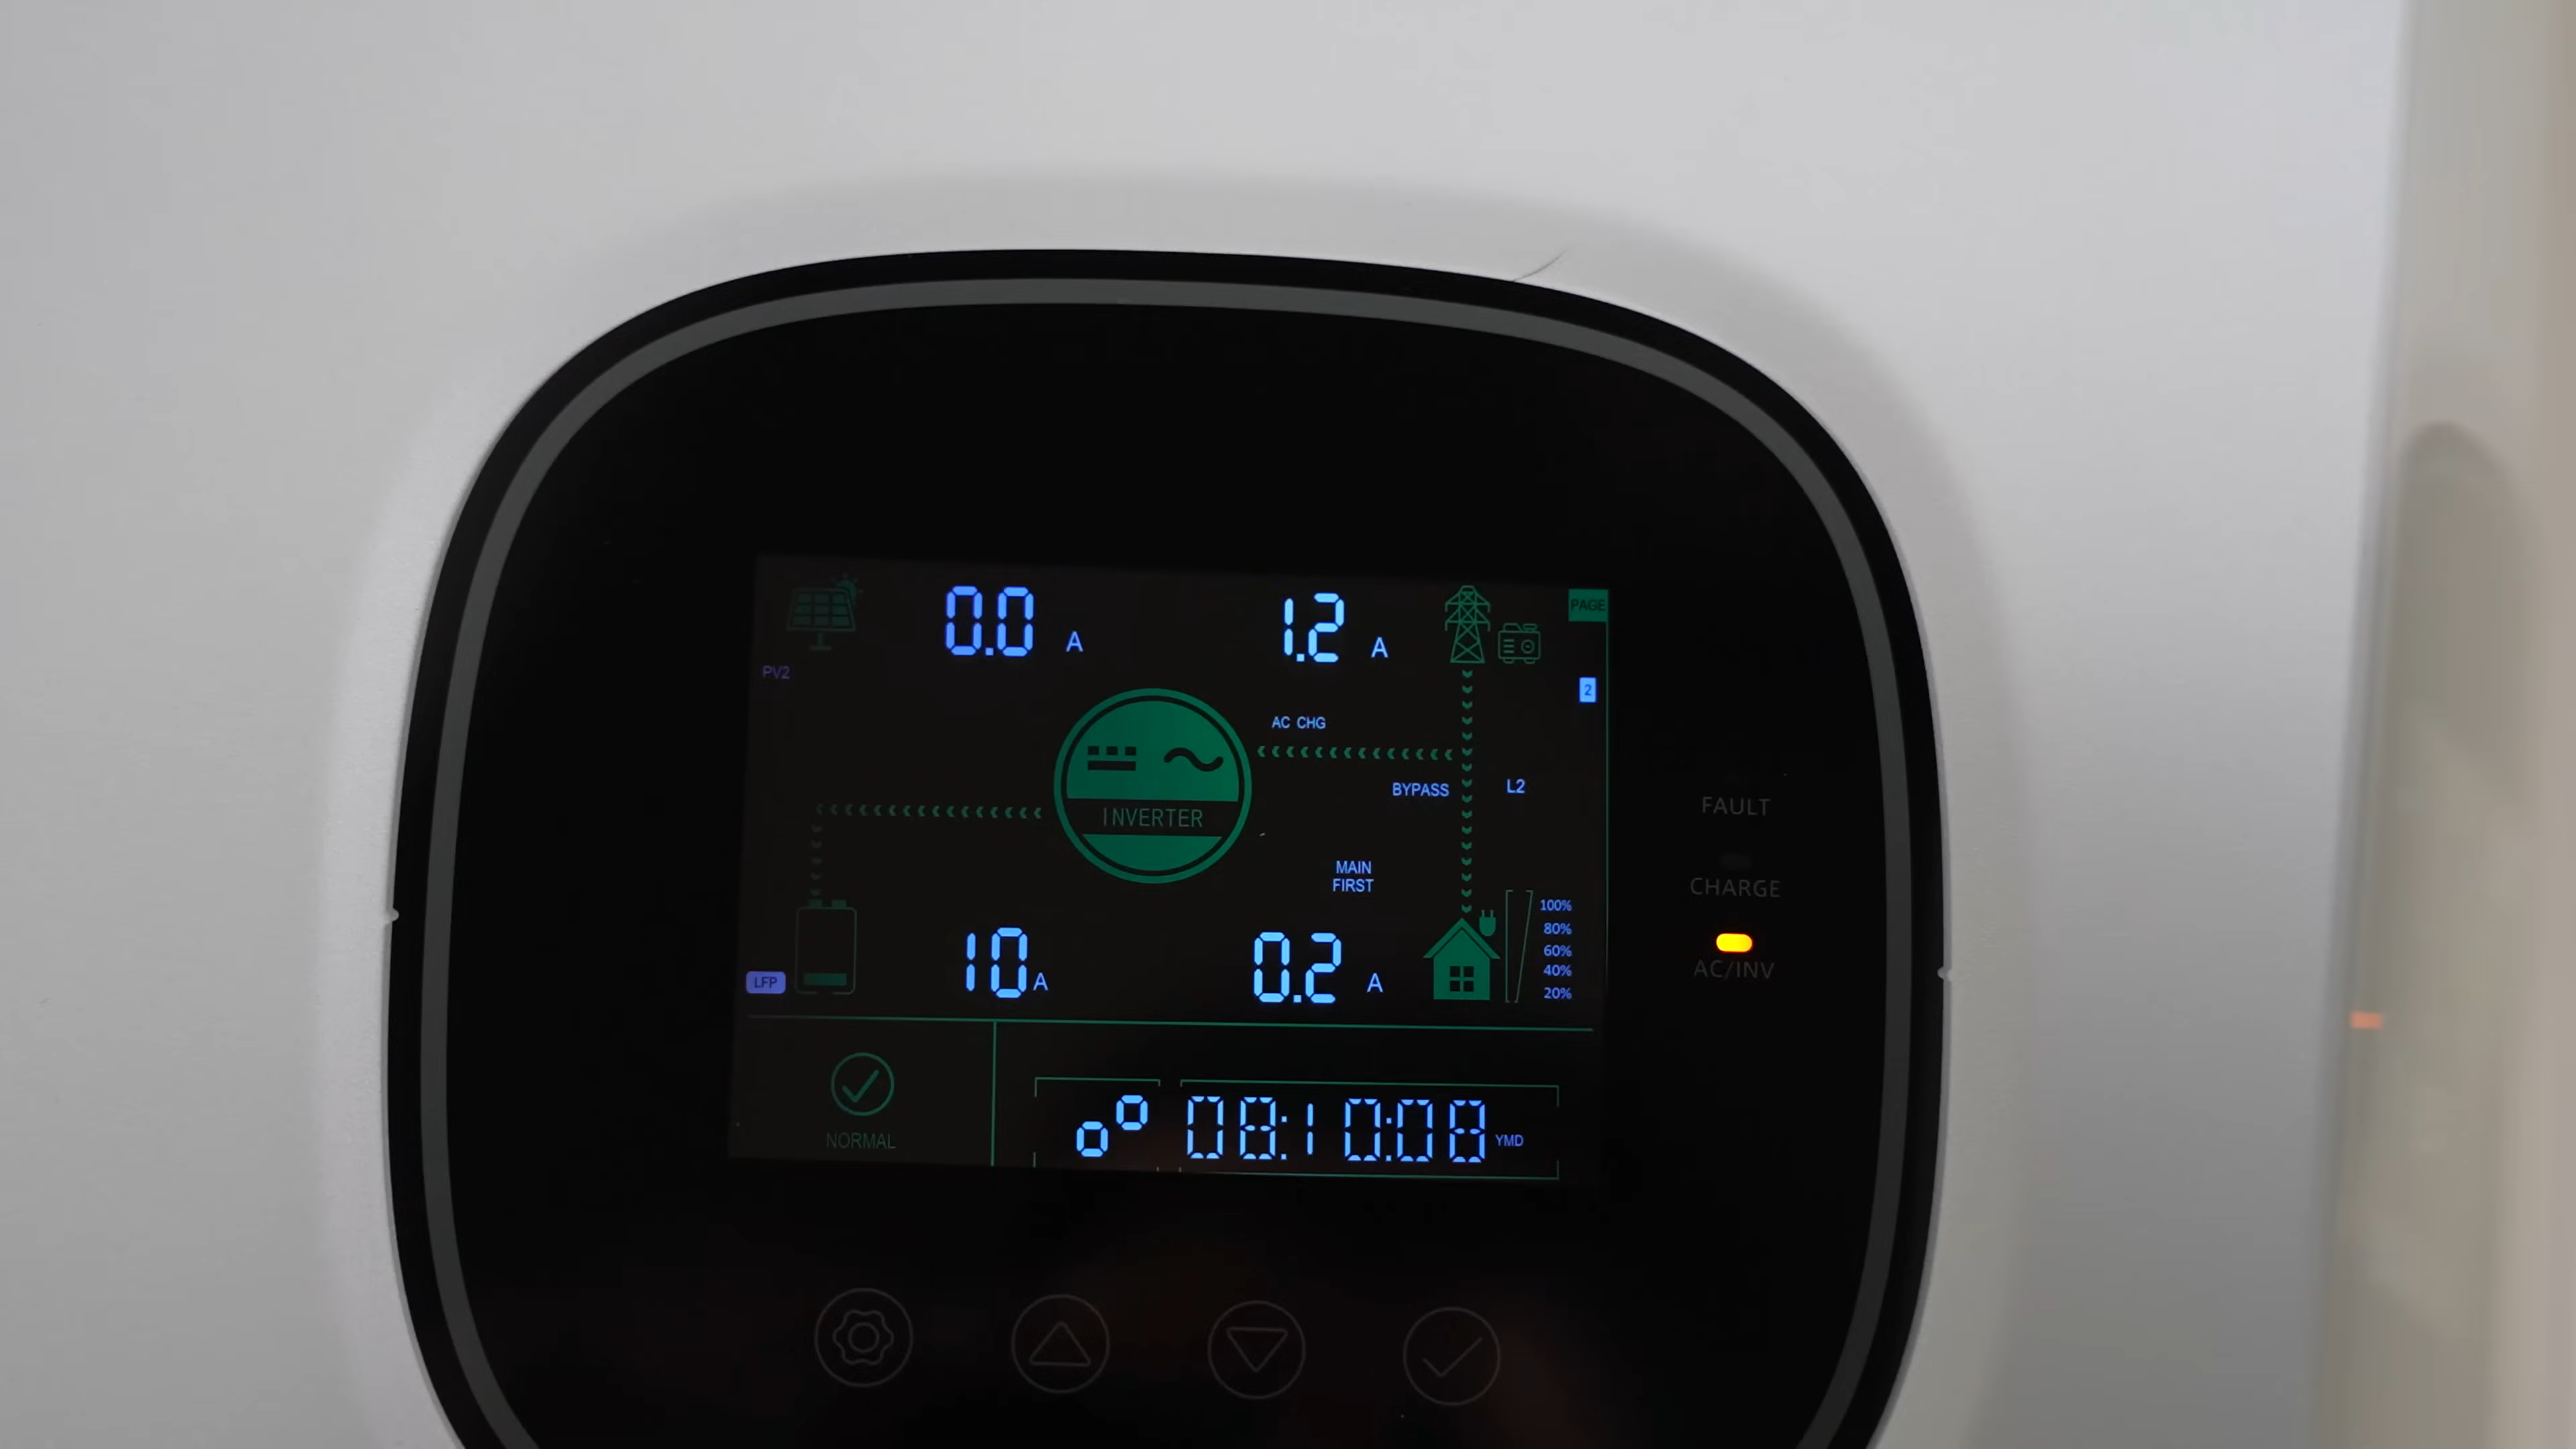 0.0 A
1.2 A
PAGE
PV2
2
AC CHG
BYPASS
L2
INVERTER
FAULT
MAIN
FIRST
CHARGE
100%
80%
60%
40%
20%
LFP
10 A
0.2 A
AC/INV
NORMAL
08:10:08 YMD